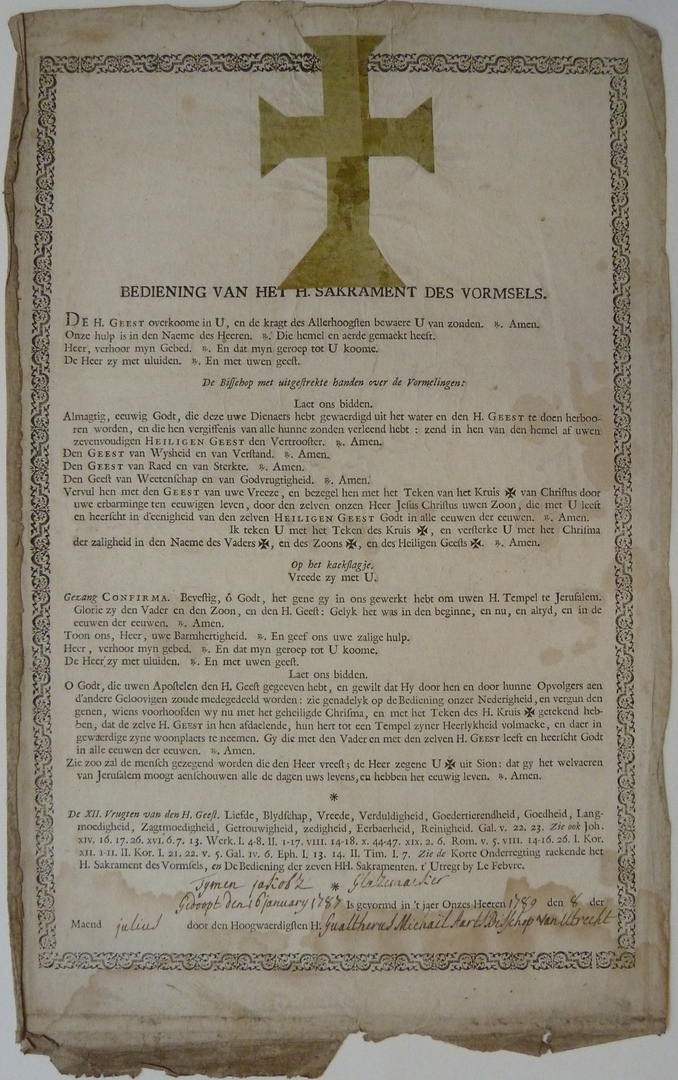 BEDIENING VAN HET H. SAKRAMENT DES VORMSELS.
DE H. GEEST overkoome in U, en de kragt des Allerhoogſten bewaere U van zonden. ℟. Amen.
Onze hulp is in den Naeme des Heeren. ℟. Die hemel en aerde gemaekt heeft.
Heer, verhoor myn Gebed. ℟. En dat myn geroep tot U koome.
De Heer zy met uluiden. ℟. En met uwen geeſt.
De Biſſchop met uitgeſtrekte handen over de Vormelingen:
Laet ons bidden.
Almagtig, eeuwig Godt, die deze uwe Dienaers hebt gewaerdigd uit het water en den H. GEEST te doen herboo-
ren worden, en die hen vergiffenis van alle hunne zonden verleend hebt : zend in hen van den hemel af uwen
zevenvoudigen HEILIGEN GEEST den Vertrooſter. ℟. Amen.
Den GEEST van Wysheid en van Verſtand. ℟. Amen.
Den GEEST van Raed en van Sterkte. ℟. Amen.
Den Geeſt van Weetenſchap en van Godvrugtigheid. ℟. Amen.
Vervul hen met den GEEST van uwe Vreeze, en bezegel hen met het Teken van het Kruis ✠ van Chriſtus door
uwe erbarminge ten eeuwigen leven, door den zelven onzen Heer Jeſus Chriſtus uwen Zoon, die met U leeft
en heerſcht in d'eenigheid van den zelven HEILIGEN GEEST Godt in alle eeuwen der eeuwen. ℟. Amen.
Ik teken U met het Teken des Kruis ✠, en verſterke U met het Chriſma
der zaligheid in den Naeme des Vaders ✠, en des Zoons ✠, en des Heiligen Geeſts ✠. ℟. Amen.
Op het kaekſlagje.
Vreede zy met U.
Gezang CONFIRMA. Beveſtig, ó Godt, het gene gy in ons gewerkt hebt om uwen H. Tempel te Jeruſalem.
Glorie zy den Vader en den Zoon, en den H. Geeſt: Gelyk het was in den beginne, en nu, en altyd, en in de
eeuwen der eeuwen. ℟. Amen.
Toon ons, Heer, uwe Barmhertigheid. ℟. En geef ons uwe zalige hulp.
Heer, verhoor myn gebed. ℟. En dat myn geroep tot U koome.
De Heer zy met uluiden. ℟. En met uwen geeſt.
Laet ons bidden.
O Godt, die uwen Apoſtelen den H. Geeſt gegeeven hebt, en gewilt dat Hy door hen en door hunne Opvolgers aen
d'andere Geloovigen zoude medegedeeld worden : zie genadelyk op de Bediening onzer Nederigheid, en vergun den
genen, wiens voorhoofden wy nu met het geheiligde Chriſma, en met het Teken des H. Kruis ✠ getekend heb-
ben, dat de zelve H. GEEST in hen afdaelende, hun hert tot een Tempel zyner Heerlykheid volmacke, en daer in
gewaerdige zyne woonplaets te neemen. Gy die met den Vader en met den zelven H. GEEST leeft en heerſcht Godt
in alle eeuwen der eeuwen. ℟. Amen.
Zie zoo zal de menſch gezegend worden die den Heer vreeſt; de Heer zegene U ✠ uit Sion: dat gy het welvaeren
van Jeruſalem moogt aenſchouwen alle de dagen uws levens, en hebben het eeuwig leven. ℟. Amen.
*
De XII. Vrugten van den H. Geeſt. Liefde, Blydſchap, Vreede, Verduldigheid, Goedertierendheid, Goedheid, Lang-
moedigheid, Zagtmoedigheid, Getrouwigheid, zedigheid, Eerbaerheid, Reinigheid. Gal. v. 22. 23. Zie ook Joh.
xiv. 16. 17. 26. xvi. 6. 7. 13. Werk. I. 4-8. II. 1-17. viii. 14-18. x. 44-47. xix. 2. 6. Rom. v. 5. viii. 14-16. 26. I. Kor.
xii. 1-11. II. Kor. I. 21. 22. v. 5. Gal. iv. 6. Eph. I. 13. 14. II. Tim. I. 7. Zie de Korte Onderregting raekende het
H. Sakrament des Vormſels, en De Bediening der zeven HH. Sakramenten. t'Utregt by Le Febvre.
Symen jakobz * Glazemaeker
Gedoopt den 16 january 1787 Is gevormd in 't jaer Onzes Heeren 1789 den 8 der
Maend julius door den Hoogwaerdigſten H: Gualtherus Michaël Aarts Bisschop van Utrecht